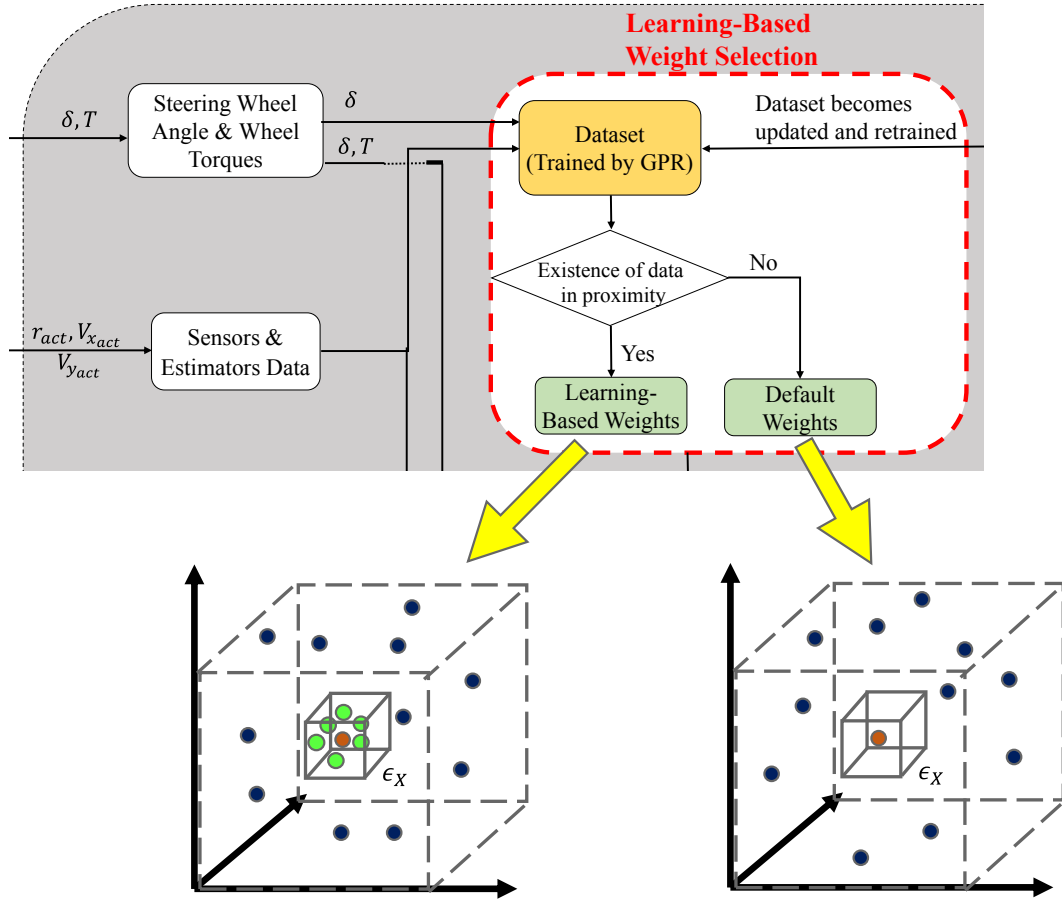 Learning-Based
Weight Selection
δ, T
Steering Wheel
Angle & Wheel
Torques
δ
δ, T
Dataset
(Trained by GPR)
Dataset becomes
updated and retrained
Existence of data
in proximity
No
Yes
r_act, V_x_act
V_y_act
Sensors &
Estimators Data
Learning-
Based Weights
Default
Weights
ϵ_X
ϵ_X